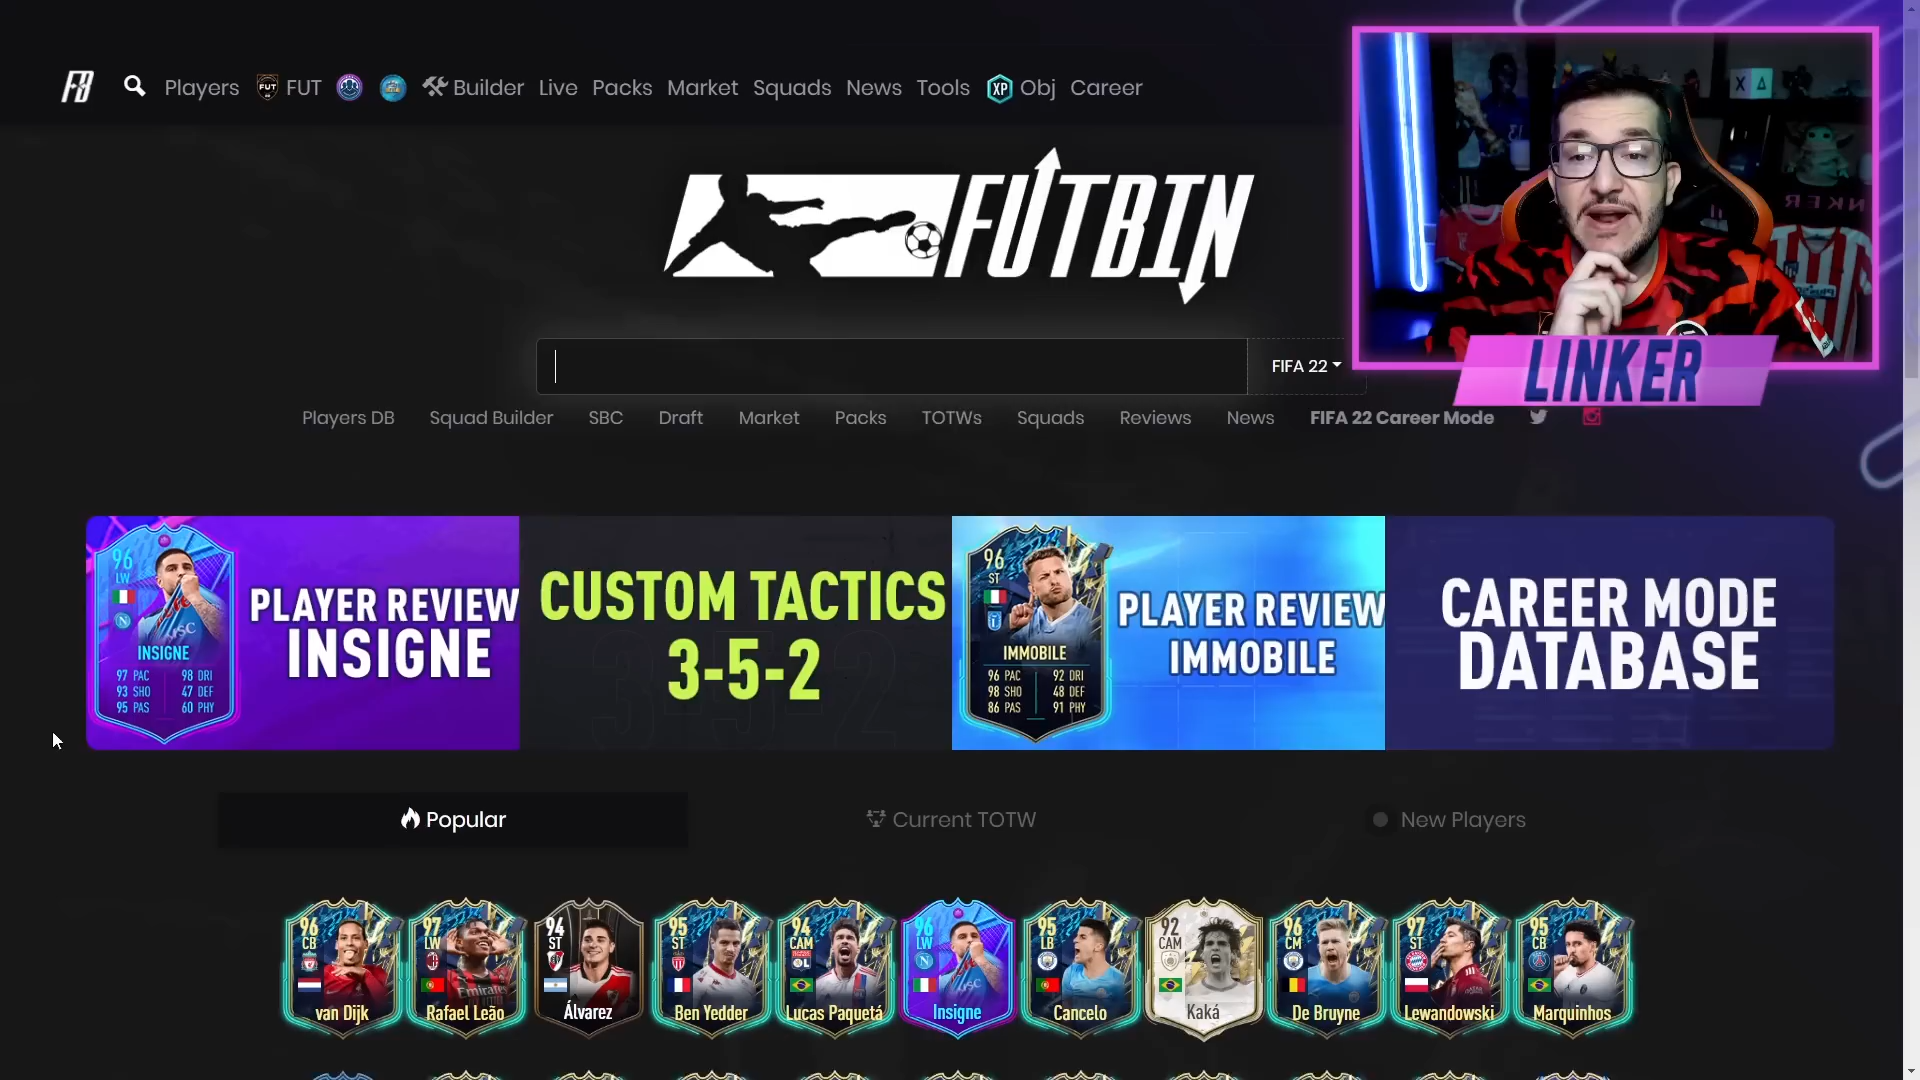 FB Players FUT Builder Live Packs Market Squads News Tools XP Obj Career
FUTBIN
FIFA 22
LINKER
Players DB Squad Builder SBC Draft Market Packs TOTWs Squads Reviews News FIFA 22 Career Mode
96
LW
INSIGNE
97 PAC 98 DRI
93 SHO 47 DEF
95 PAS 60 PHY
PLAYER REVIEW
INSIGNE
CUSTOM TACTICS
3-5-2
96
ST
IMMOBILE
96 PAC 92 DRI
98 SHO 48 DEF
86 PAS 91 PHY
PLAYER REVIEW
IMMOBILE
CAREER MODE
DATABASE
Popular
Current TOTW
New Players
96
CB
van Dijk
97
LW
Rafael Leão
94
ST
Álvarez
95
ST
Ben Yedder
94
CAM
Lucas Paquetá
96
LW
Insigne
95
LB
Cancelo
92
CAM
Kaká
96
CM
De Bruyne
97
ST
Lewandowski
95
CB
Marquinhos